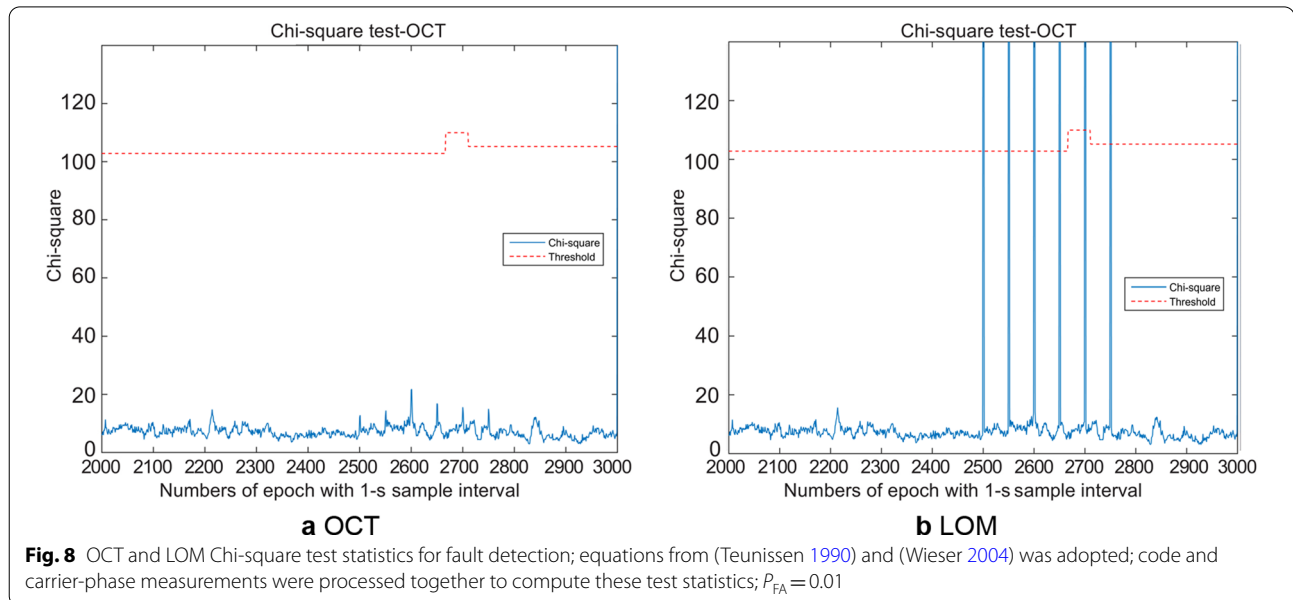 Chi-square test-OCT
120
100
80
60
40
20
0
Chi-square
Chi-square
Threshold
2000 2100 2200 2300 2400 2500 2600 2700 2800 2900 3000
Numbers of epoch with 1-s sample interval
a OCT
Chi-square test-OCT
120
100
80
60
40
20
0
Chi-square
Chi-square
Threshold
2000 2100 2200 2300 2400 2500 2600 2700 2800 2900 3000
Numbers of epoch with 1-s sample interval
b LOM
Fig. 8 OCT and LOM Chi-square test statistics for fault detection; equations from (Teunissen 1990) and (Wieser 2004) was adopted; code and
carrier-phase measurements were processed together to compute these test statistics; P_FA = 0.01